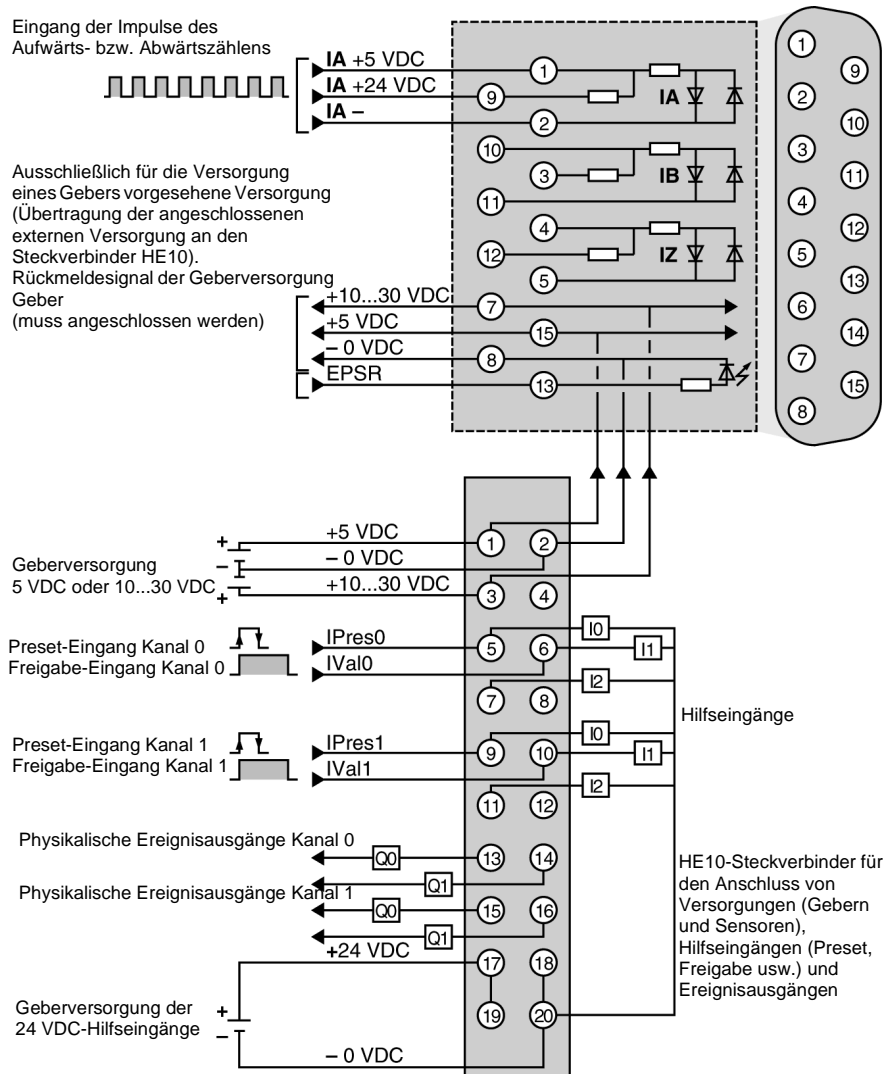 Eingang der Impulse des
Aufwärts- bzw. Abwärtszählens
IA +5 VDC
IA +24 VDC
IA –
1
9
2
IA
10
3
11
IB
4
12
5
IZ
Ausschließlich für die Versorgung
eines Gebers vorgesehene Versorgung
(Übertragung der angeschlossenen
externen Versorgung an den
Steckverbinder HE10).
Rückmeldesignal der Geberversorgung
Geber
(muss angeschlossen werden)
+10...30 VDC
+5 VDC
– 0 VDC
EPSR
7
15
8
13
1
9
2
10
3
11
4
12
5
13
6
14
7
15
8
Geberversorgung
5 VDC oder 10...30 VDC
+
–
+
+5 VDC
– 0 VDC
+10...30 VDC
1
2
3
4
Preset-Eingang Kanal 0
Freigabe-Eingang Kanal 0
IPres0
IVal0
5
6
7
8
I0
I1
I2
Hilfseingänge
Preset-Eingang Kanal 1
Freigabe-Eingang Kanal 1
IPres1
IVal1
9
10
11
12
I0
I1
I2
Physikalische Ereignisausgänge Kanal 0
Q0
Q1
13
14
Physikalische Ereignisausgänge Kanal 1
Q0
Q1
15
16
HE10-Steckverbinder für
den Anschluss von
Versorgungen (Gebern
und Sensoren),
Hilfseingängen (Preset,
Freigabe usw.) und
Ereignisausgängen
+24 VDC
17
18
19
20
Geberversorgung der
24 VDC-Hilfseingänge
+
–
– 0 VDC